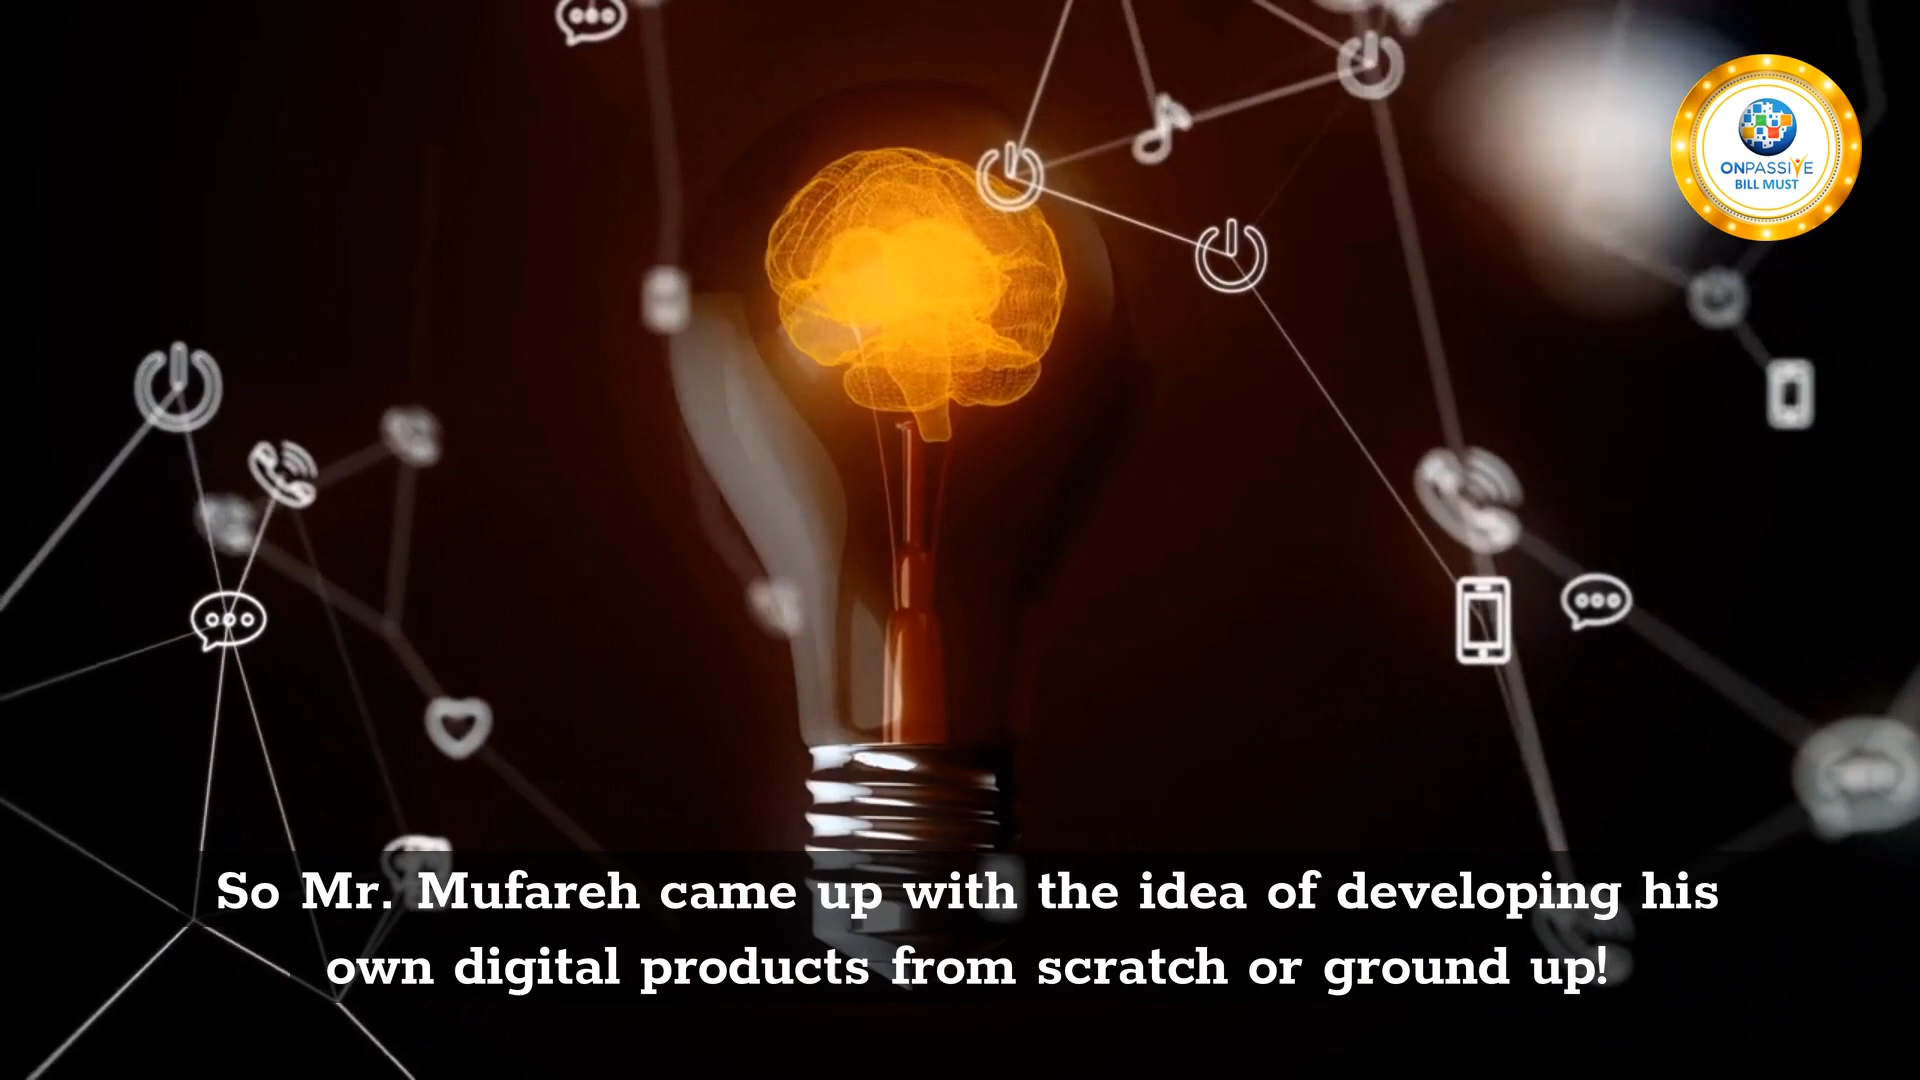 ONPASSIVE
BILL MUST
So Mr. Mufareh came up with the idea of developing his
own digital products from scratch or ground up!